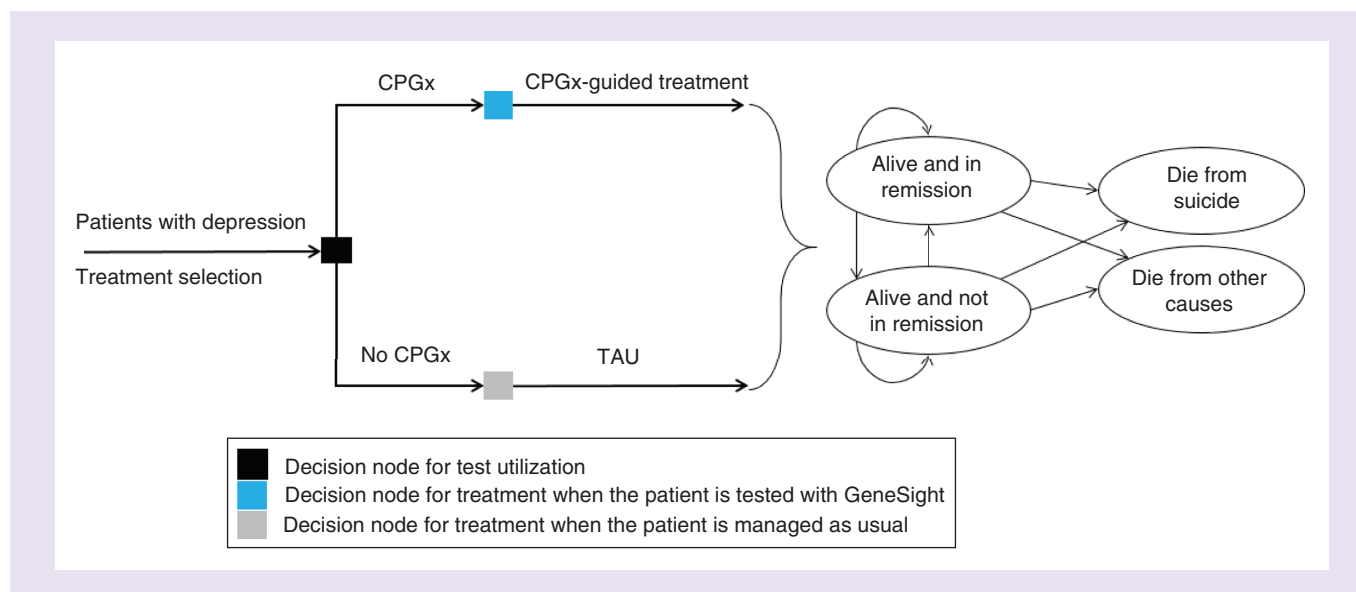 CPGx
CPGx-guided treatment
Patients with depression
Treatment selection
No CPGx
TAU
Alive and in
remission
Alive and not
in remission
Die from
suicide
Die from other
causes
Decision node for test utilization
Decision node for treatment when the patient is tested with GeneSight
Decision node for treatment when the patient is managed as usual